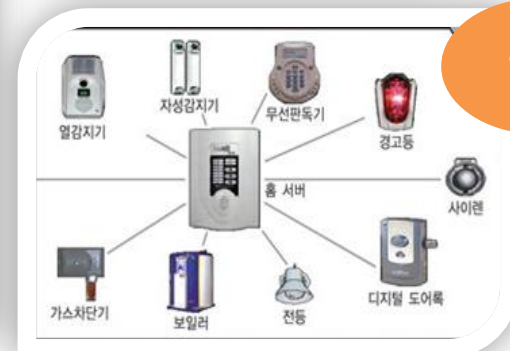 자성감지기
무선판독기
열감지기
경고등
홈 서버
사이렌
가스차단기
보일러
전등
디지털 도어록